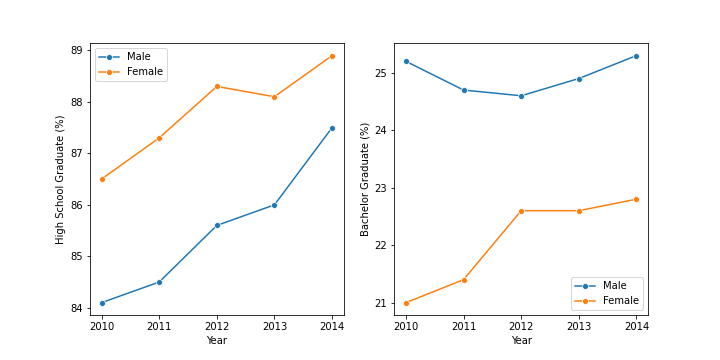 89
88
87
86
85
84
High School Graduate (%)
Male
Female
2010 2011 2012 2013 2014
Year
25
24
23
22
21
Bachelor Graduate (%)
Male
Female
2010 2011 2012 2013 2014
Year